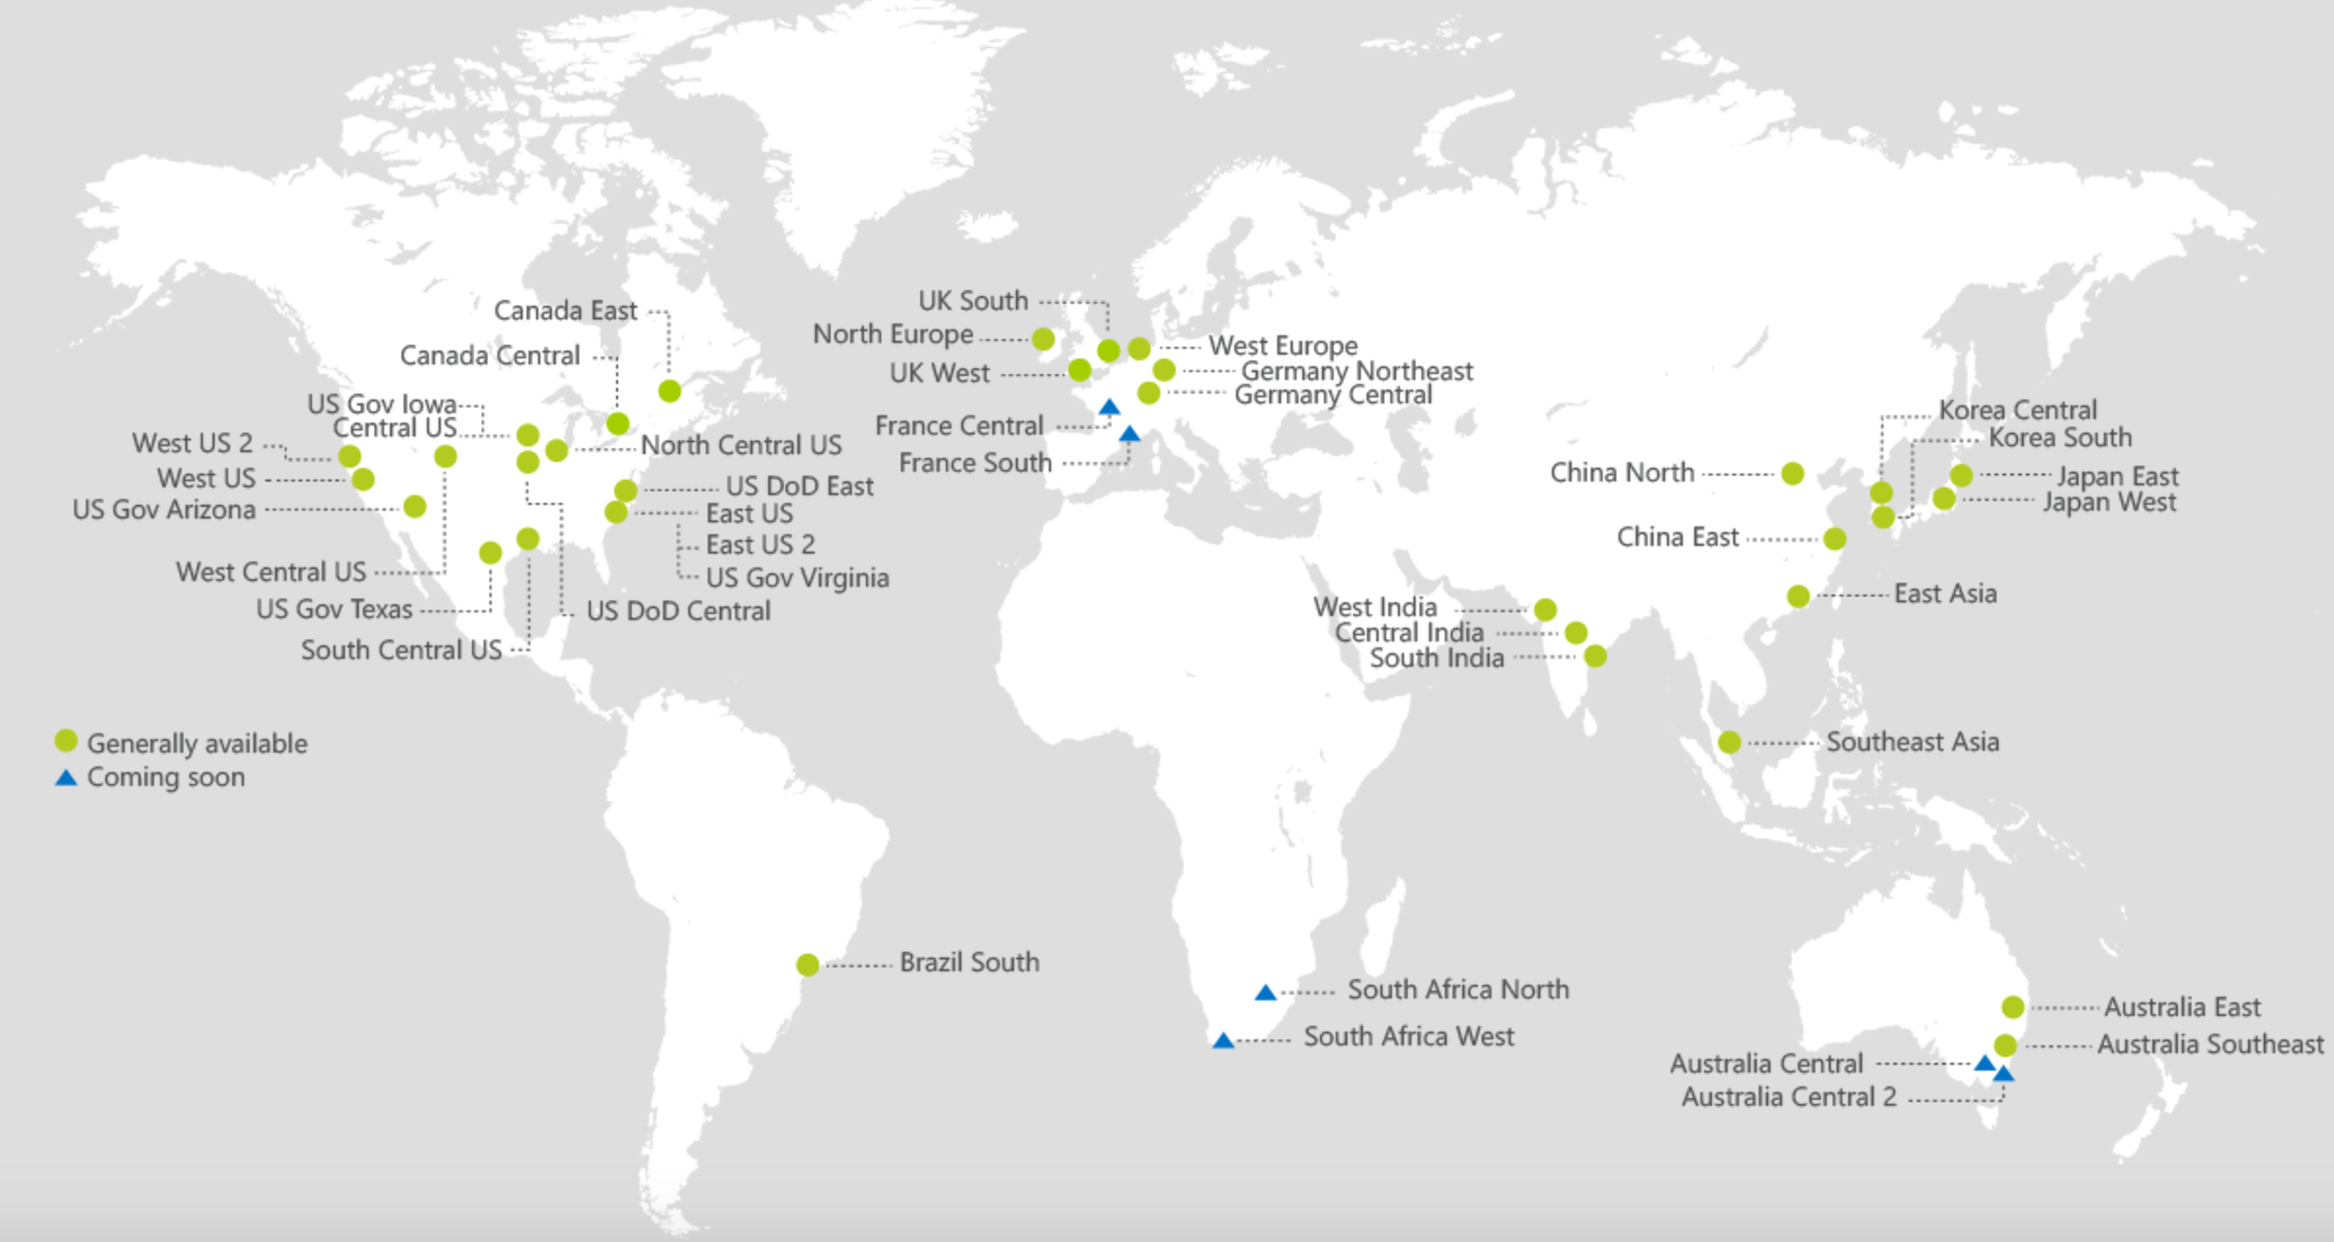 UK South
Canada East
North Europe
West Europe
Canada Central
UK West
Germany Northeast
Germany Central
US Gov Iowa
Korea Central
France Central
Central US
Korea South
West US 2
North Central US
France South
China North
Japan East
West US
US DoD East
Japan West
US Gov Arizona
East US
China East
East US 2
West Central US
US Gov Virginia
East Asia
US Gov Texas
US DoD Central
West India
Central India
South Central US
South India
Generally available
Southeast Asia
Coming soon
Brazil South
South Africa North
Australia East
South Africa West
Australia Southeast
Australia Central
Australia Central 2